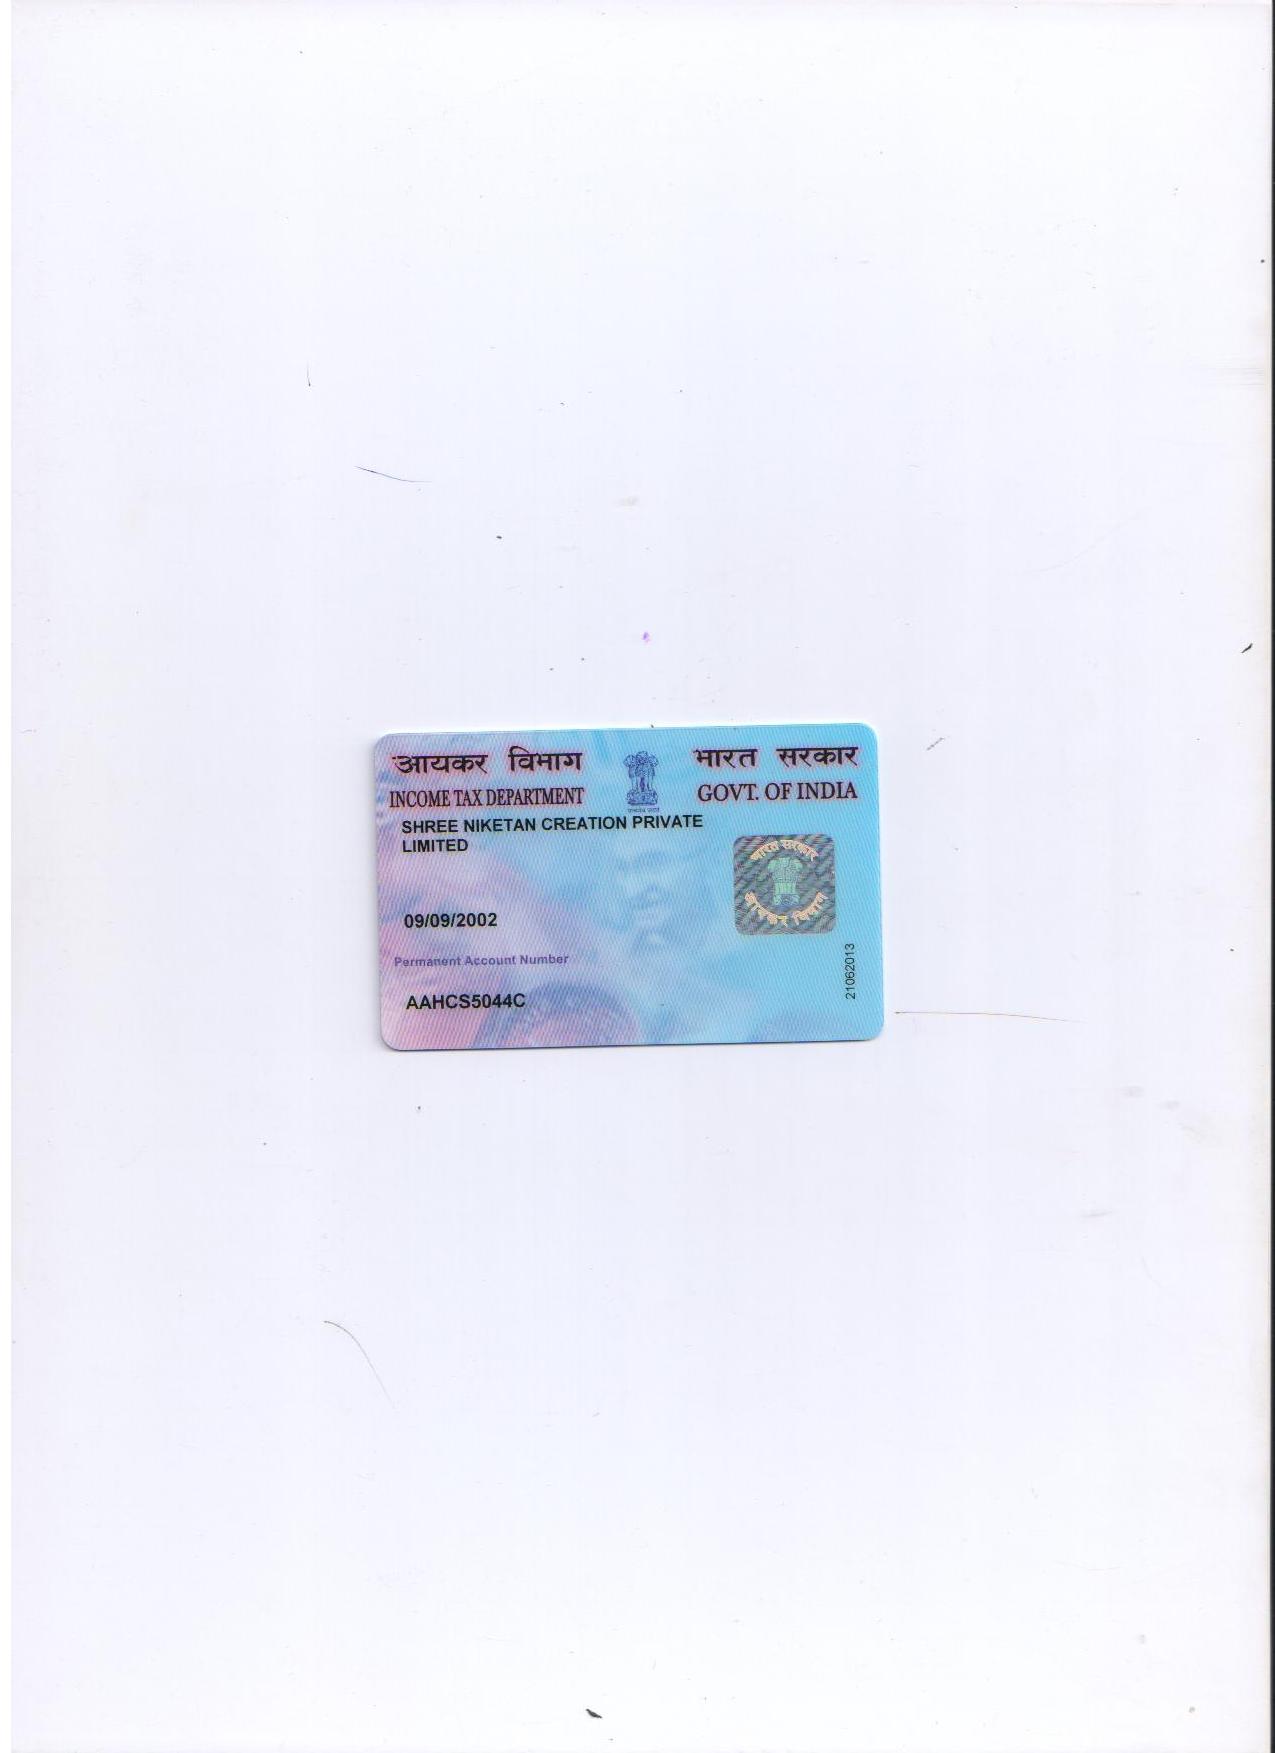 आयकर विभाग
भारत सरकार
INCOME TAX DEPARTMENT
GOVT. OF INDIA
SHREE NIKETAN CREATION PRIVATE
LIMITED
भारत सरकार
आयकर विभाग
09/09/2002
Permanent Account Number
AAHCS5044C
21062013